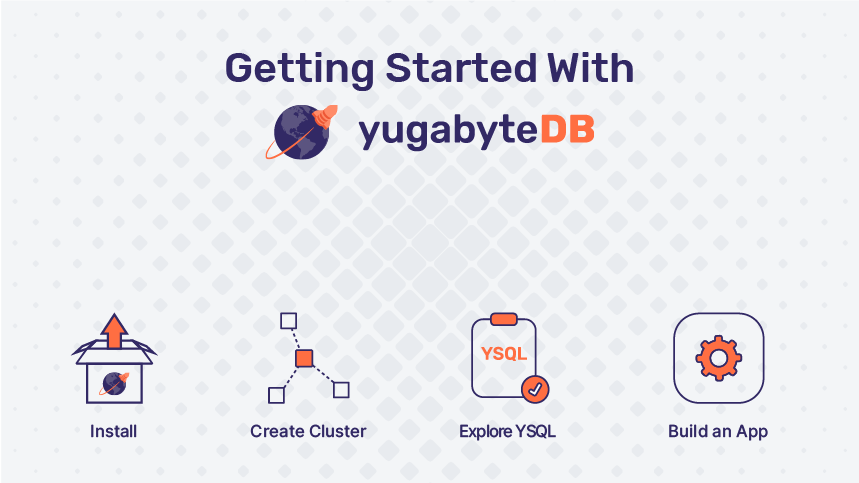 Getting Started With
yugabyteDB
YSQL
Install
Create Cluster
Explore YSQL
Build an App